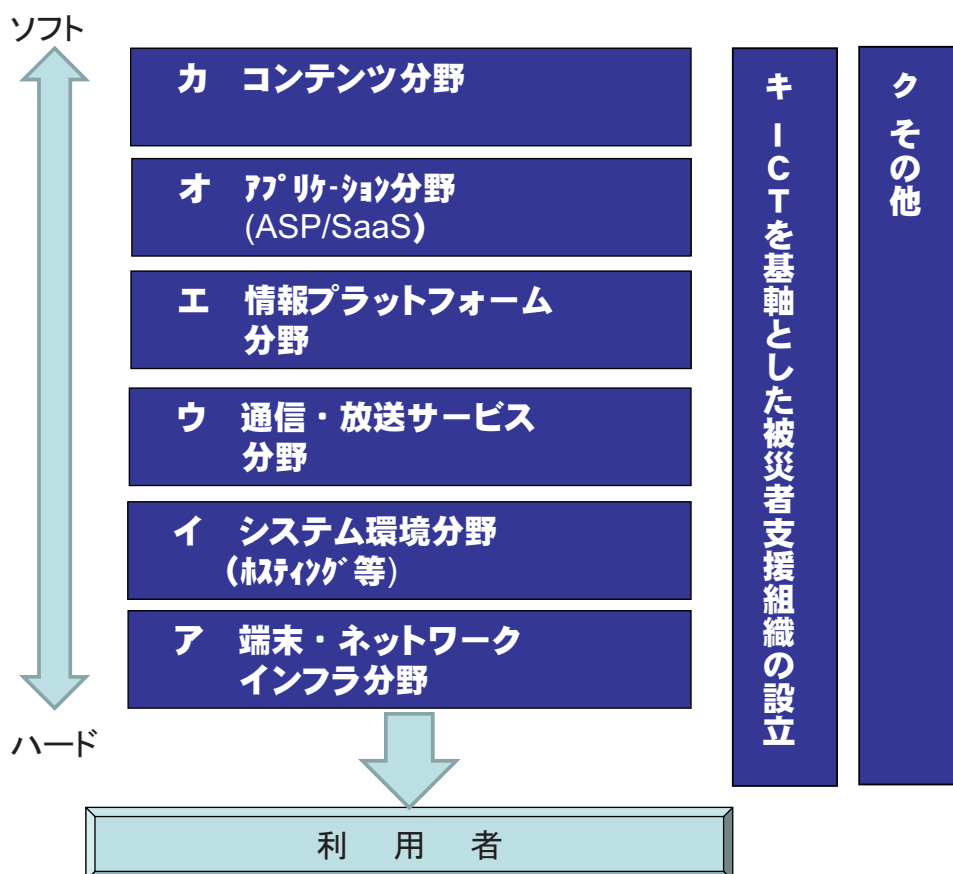 ソフト
カ コンテンツ分野
オ ｱﾌﾟﾘｹｰｼｮﾝ分野
(ASP/SaaS)
エ 情報プラットフォーム
分野
ウ 通信・放送サービス
分野
イ システム環境分野
(ﾎｽﾃｨﾝｸﾞ等)
ア 端末・ネットワーク
インフラ分野
ハード
利 用 者
キ ICTを基軸とした被災者支援組織の設立
ク その他